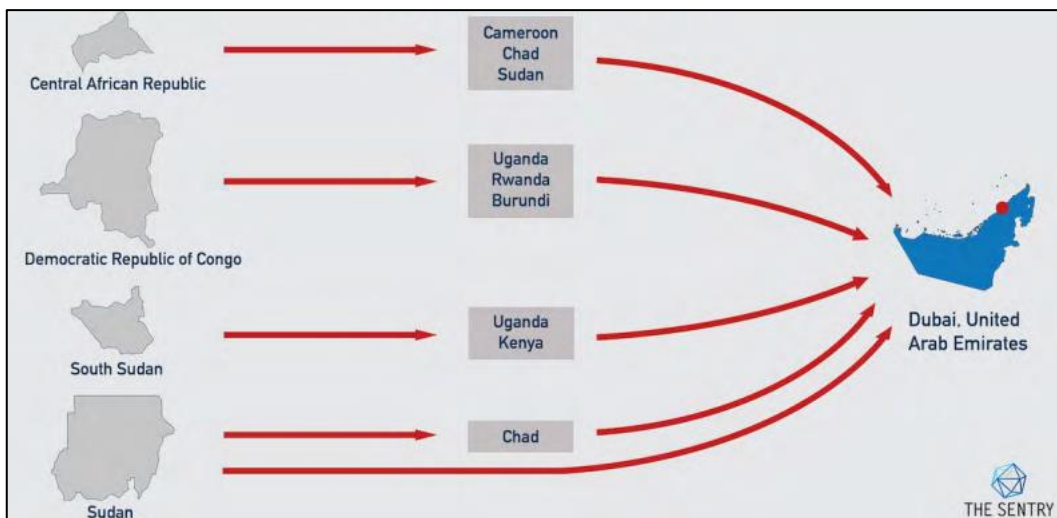 Central African Republic
Cameroon
Chad
Sudan
Democratic Republic of Congo
Uganda
Rwanda
Burundi
South Sudan
Uganda
Kenya
Sudan
Chad
Dubai, United
Arab Emirates
THE SENTRY